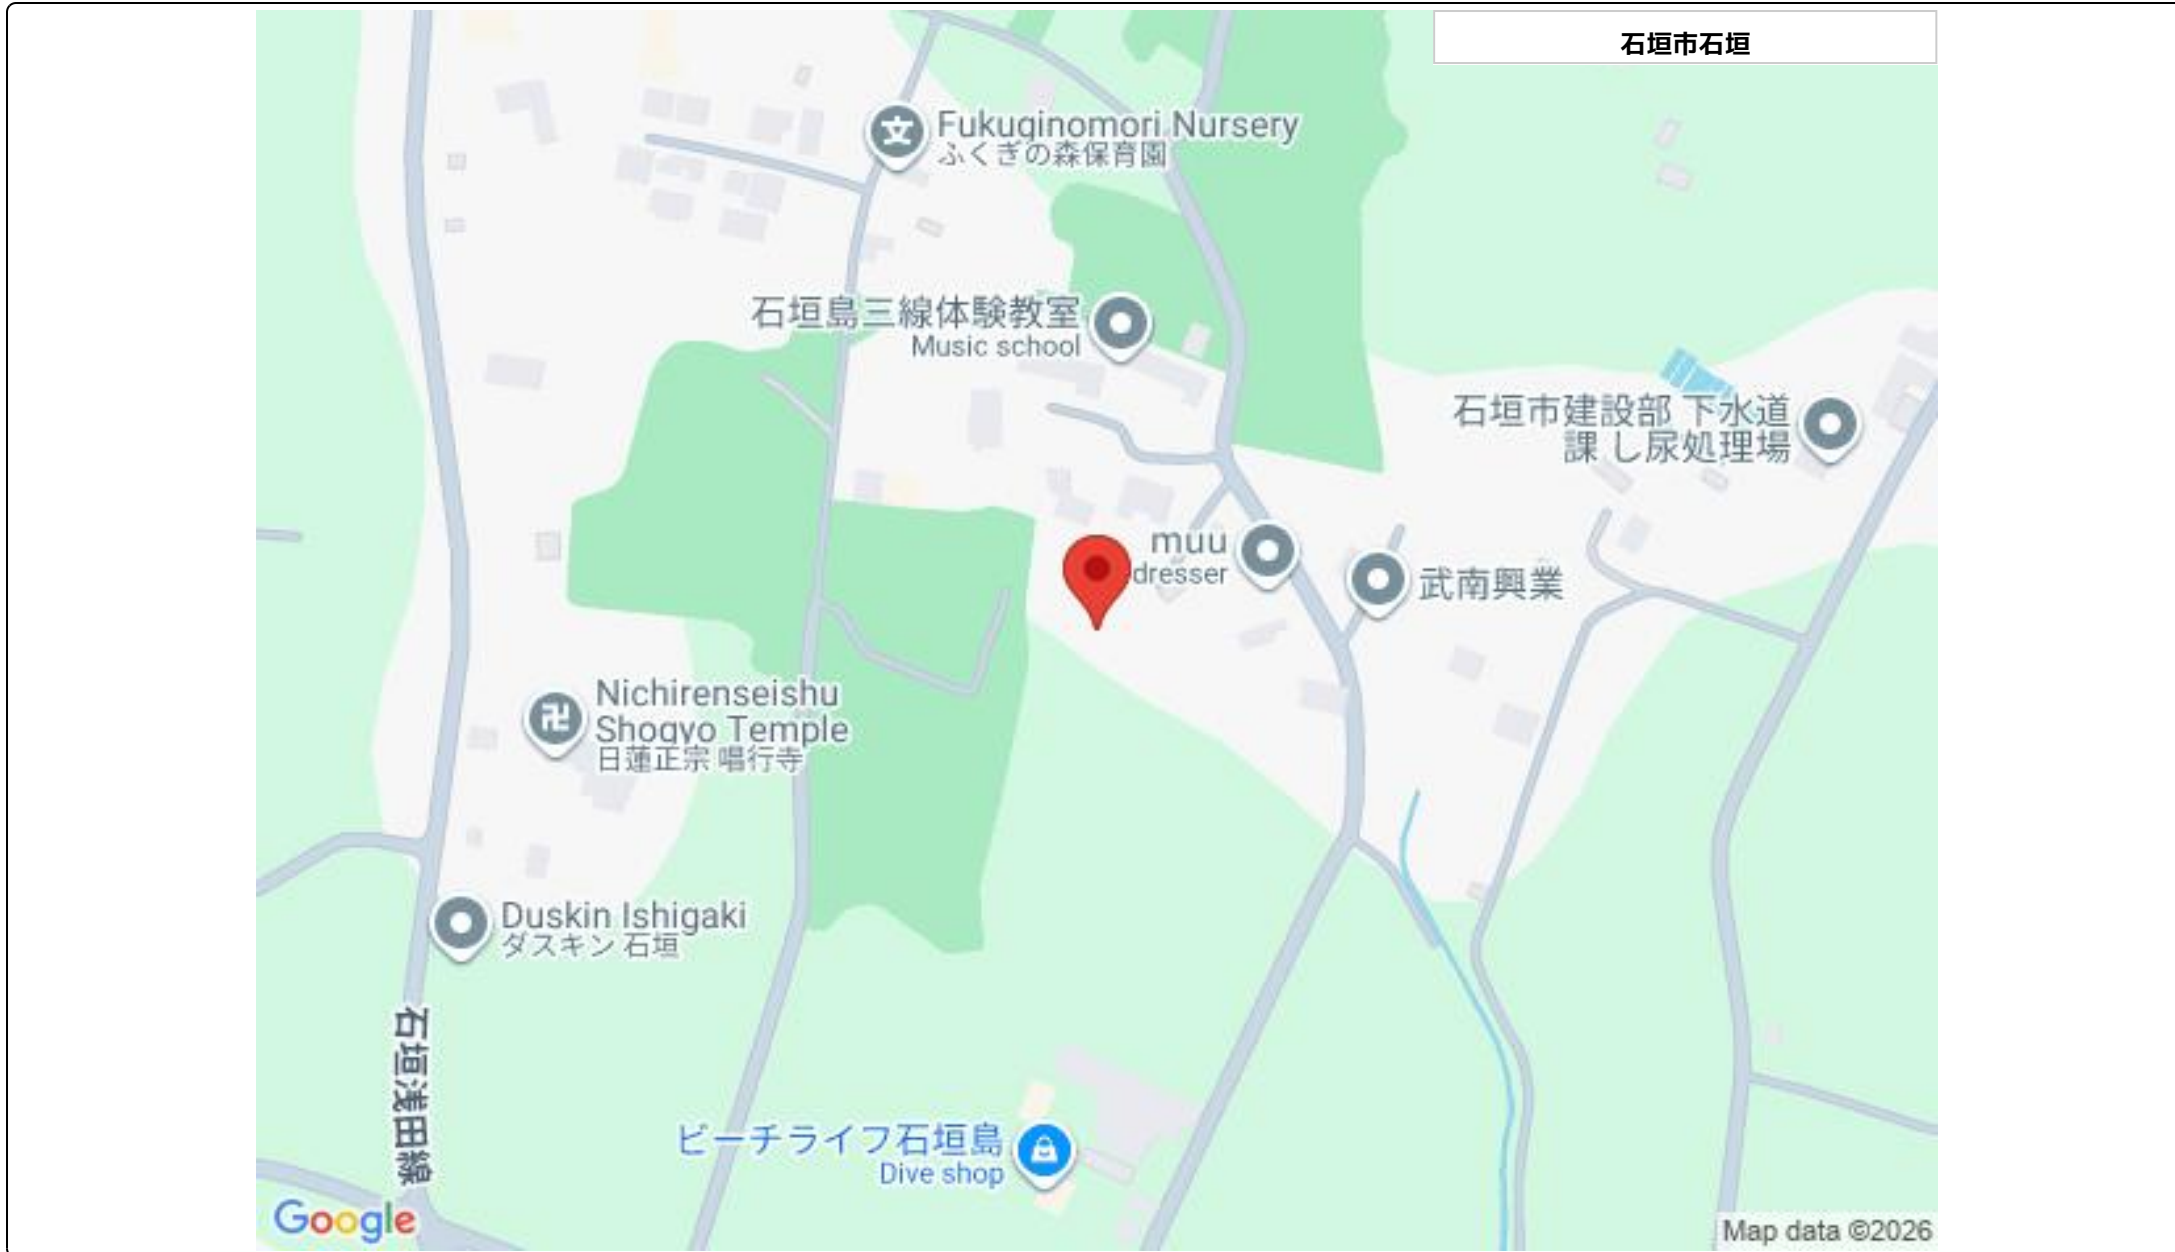 石垣市石垣
Fukuginomori Nursery
ふくぎの森保育園
石垣島三線体験教室
Music school
石垣市建設部 下水道
課 し尿処理場
muu
dresser
武南興業
Nichirenseishu
Shogyo Temple
日蓮正宗 唱行寺
Duskin Ishigaki
ダスキン 石垣
石垣浅田線
ビーチライフ石垣島
Dive shop
Google
Map data ©2026